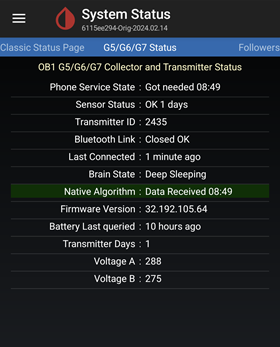 System Status
6115ee294-Orig-2024.02.14
Classic Status Page G5/G6/G7 Status Followers
OB1 G5/G6/G7 Collector and Transmitter Status
Phone Service State : Got needed 08:49
Sensor Status : OK 1 days
Transmitter ID : 2435
Bluetooth Link : Closed OK
Last Connected : 1 minute ago
Brain State : Deep Sleeping
Native Algorithm : Data Received 08:49
Firmware Version : 32.192.105.64
Battery Last queried : 10 hours ago
Transmitter Days : 1
Voltage A : 288
Voltage B : 275